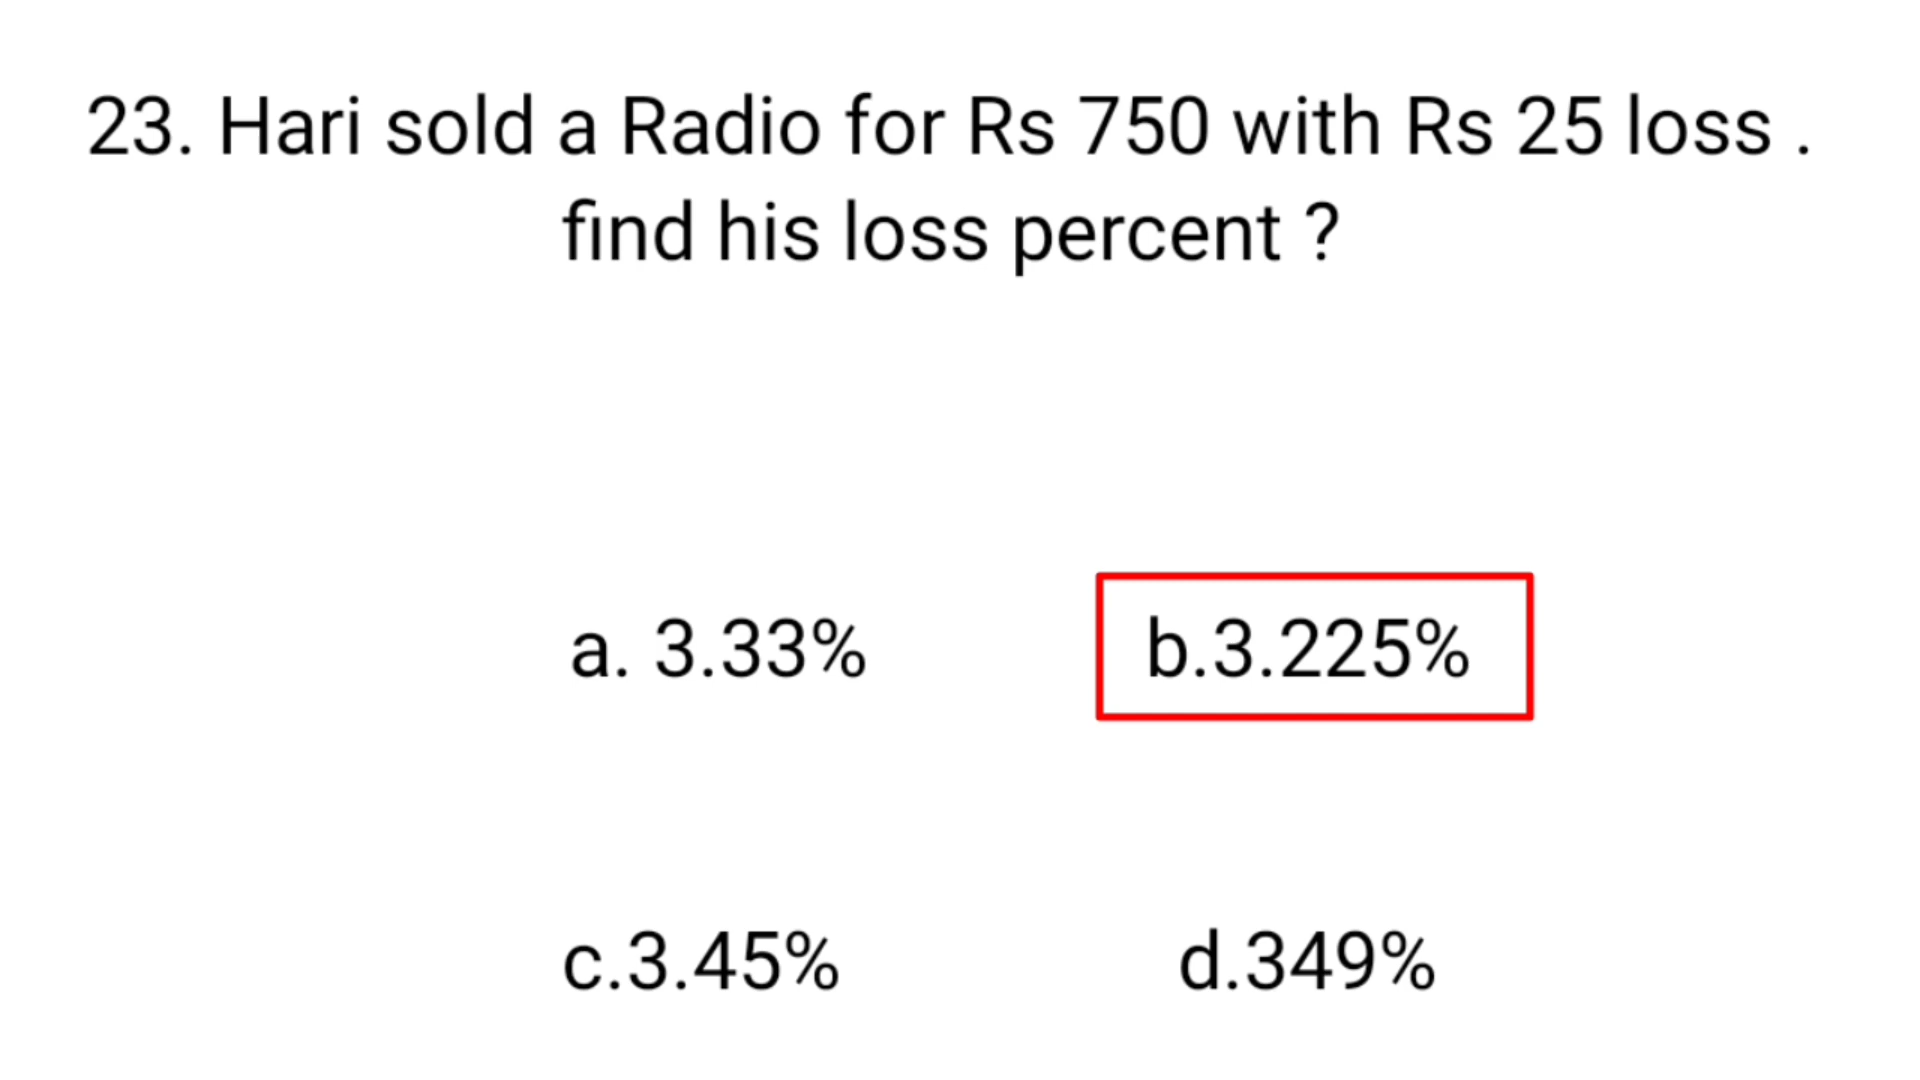 23. Hari sold a Radio for Rs 750 with Rs 25 loss .
find his loss percent ?
a. 3.33%
b.3.225%
c.3.45%
d.349%